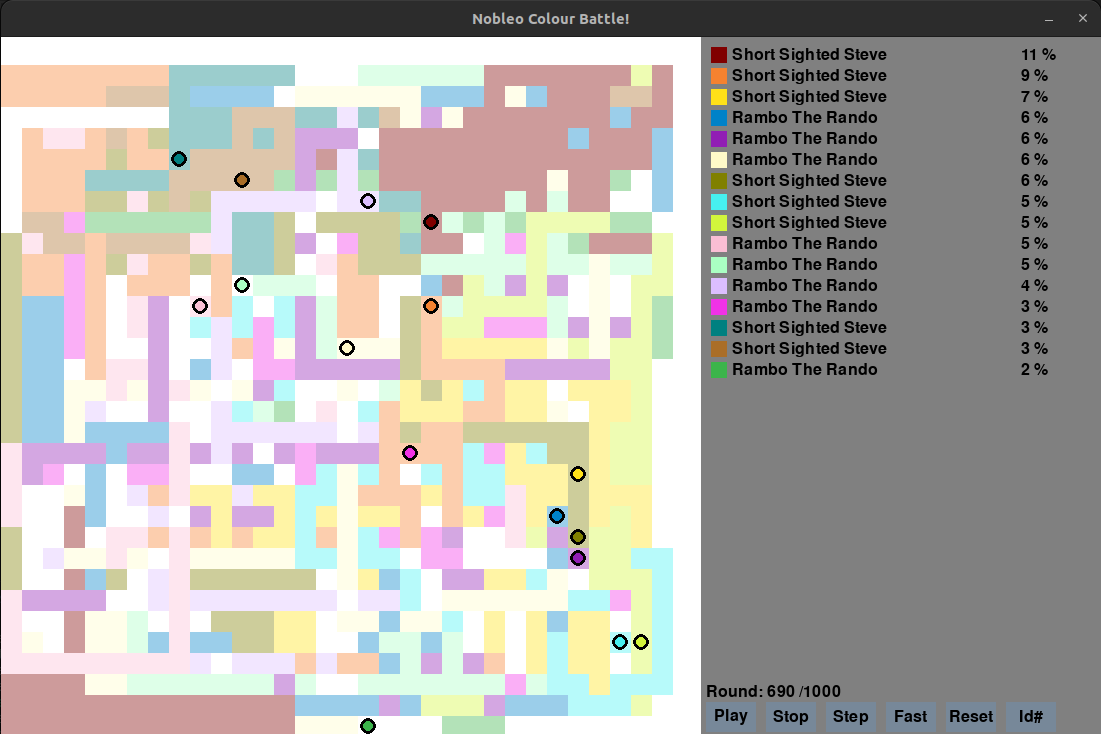 Nobleo Colour Battle!
Short Sighted Steve 11 %
Short Sighted Steve 9 %
Short Sighted Steve 7 %
Rambo The Rando 6 %
Rambo The Rando 6 %
Rambo The Rando 6 %
Short Sighted Steve 6 %
Short Sighted Steve 5 %
Short Sighted Steve 5 %
Rambo The Rando 5 %
Rambo The Rando 5 %
Rambo The Rando 4 %
Rambo The Rando 3 %
Short Sighted Steve 3 %
Short Sighted Steve 3 %
Rambo The Rando 2 %
Round: 690 /1000
Play Stop Step Fast Reset Id#